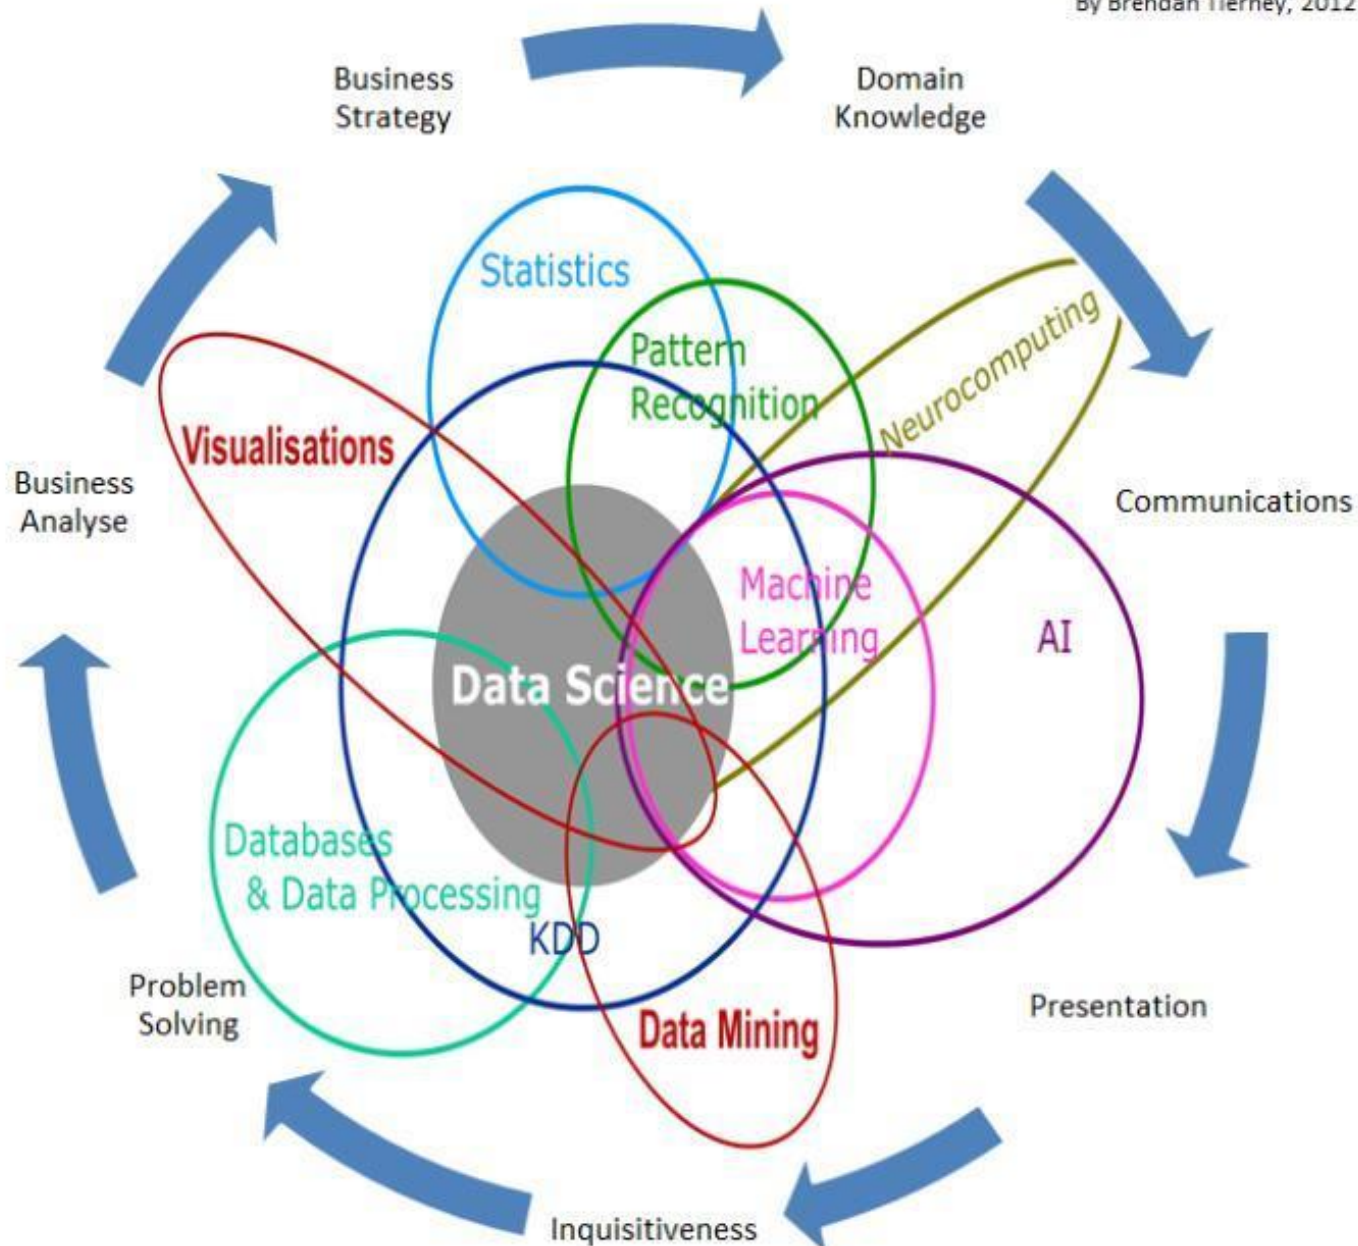 By Brendan Tierney, 2012
Business
Strategy
Domain
Knowledge
Statistics
Pattern
Recognition
Neurocomputing
Visualisations
Business
Analyse
Communications
Machine
Learning
AI
Data Science
Databases
& Data Processing
KDD
Problem
Solving
Presentation
Data Mining
Inquisitiveness